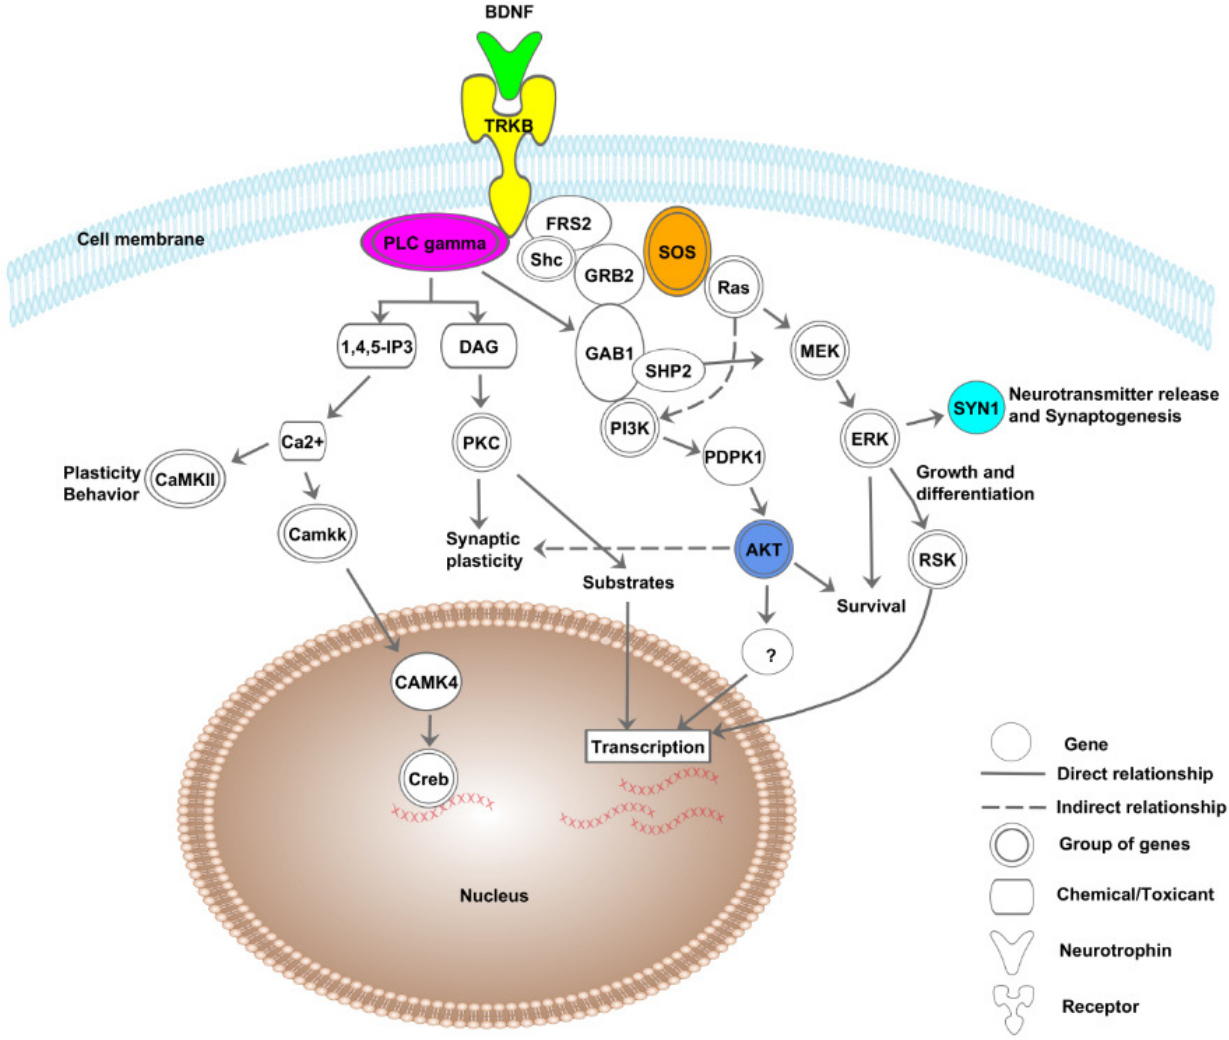 BDNF
TRKB
Cell membrane
PLC gamma
FRS2
Shc
GRB2
SOS
Ras
1,4,5-IP3
DAG
GAB1
SHP2
MEK
PI3K
SYN1
Neurotransmitter release
and Synaptogenesis
Ca2+
PKC
PDPK1
ERK
Plasticity
Behavior
CaMKII
Growth and
differentiation
Camkk
Synaptic
plasticity
AKT
RSK
Substrates
Survival
?
CAMK4
Transcription
Creb
Nucleus
Gene
Direct relationship
Indirect relationship
Group of genes
Chemical/Toxicant
Neurotrophin
Receptor